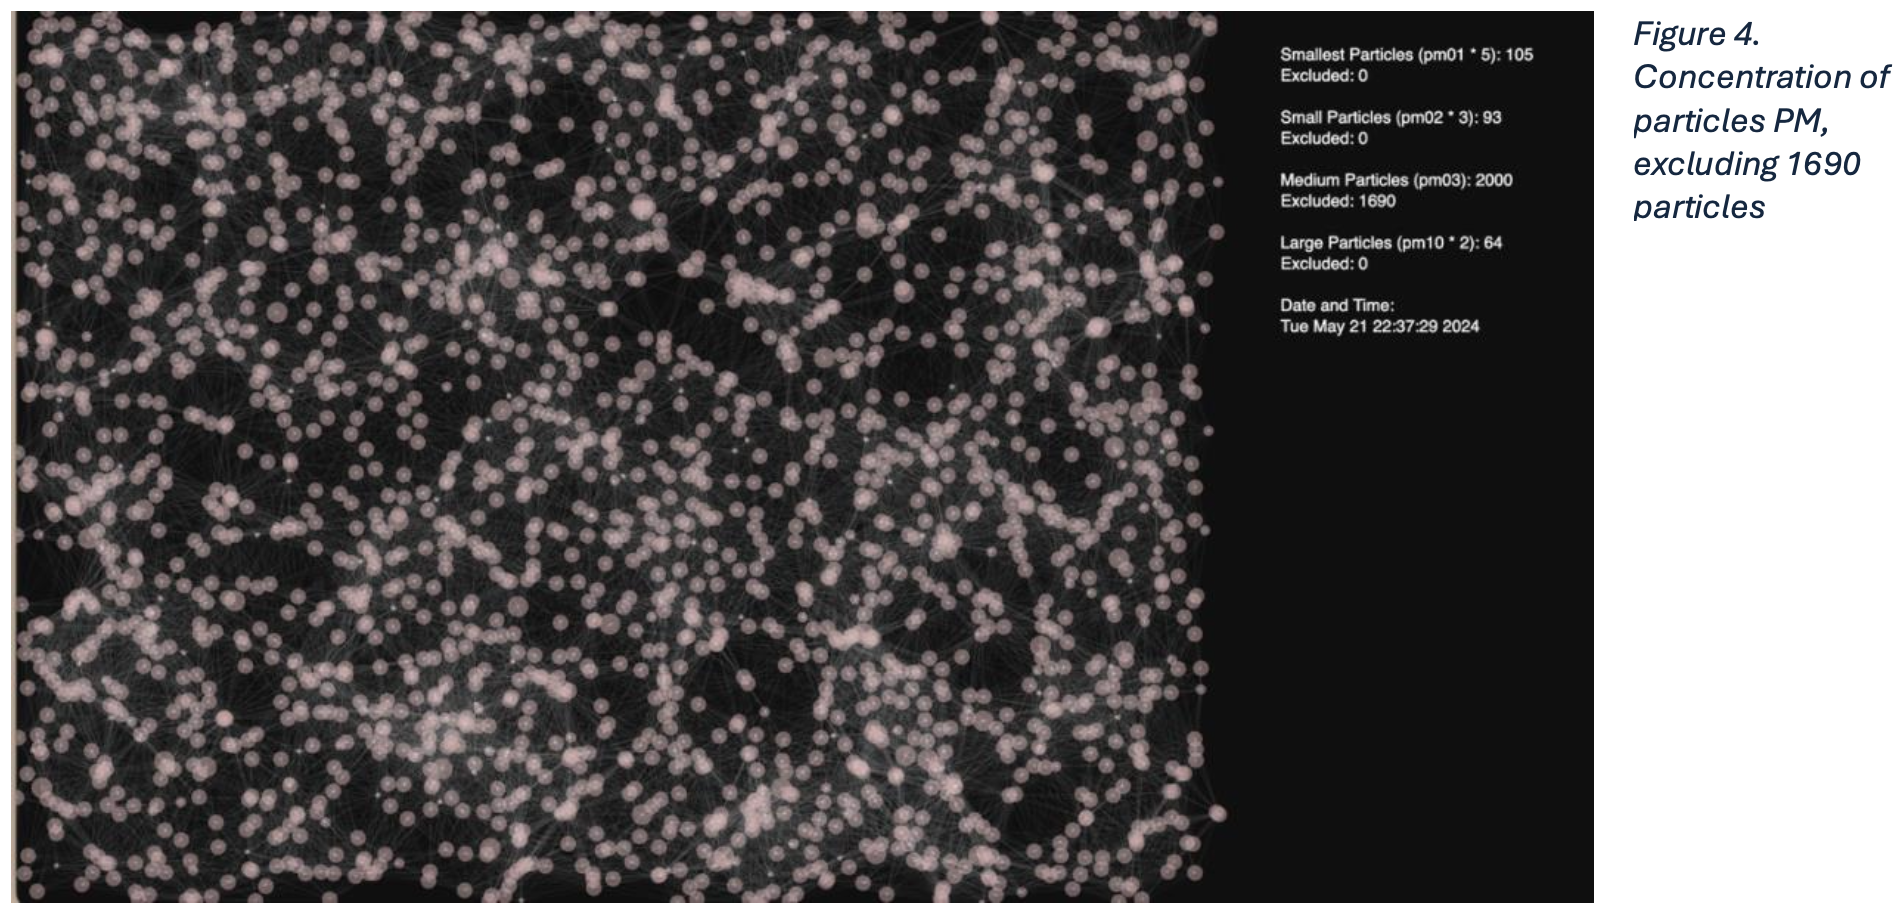 Smallest Particles (pm01 * 5): 105
Excluded: 0
Small Particles (pm02 * 3): 93
Excluded: 0
Medium Particles (pm03): 2000
Excluded: 1690
Large Particles (pm10 * 2): 64
Excluded: 0
Date and Time:
Tue May 21 22:37:29 2024
Figure 4.
Concentration of
particles PM,
excluding 1690
particles